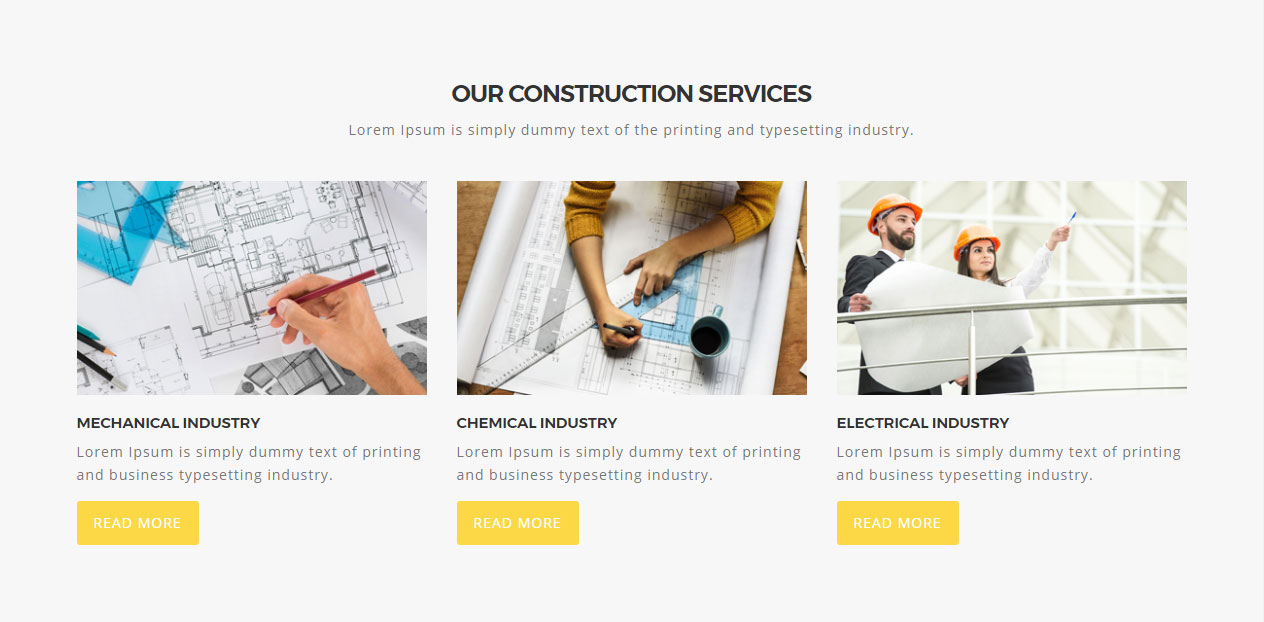 OUR CONSTRUCTION SERVICES
Lorem Ipsum is simply dummy text of the printing and typesetting industry.
MECHANICAL INDUSTRY
Lorem Ipsum is simply dummy text of printing
and business typesetting industry.
READ MORE
CHEMICAL INDUSTRY
Lorem Ipsum is simply dummy text of printing
and business typesetting industry.
READ MORE
ELECTRICAL INDUSTRY
Lorem Ipsum is simply dummy text of printing
and business typesetting industry.
READ MORE